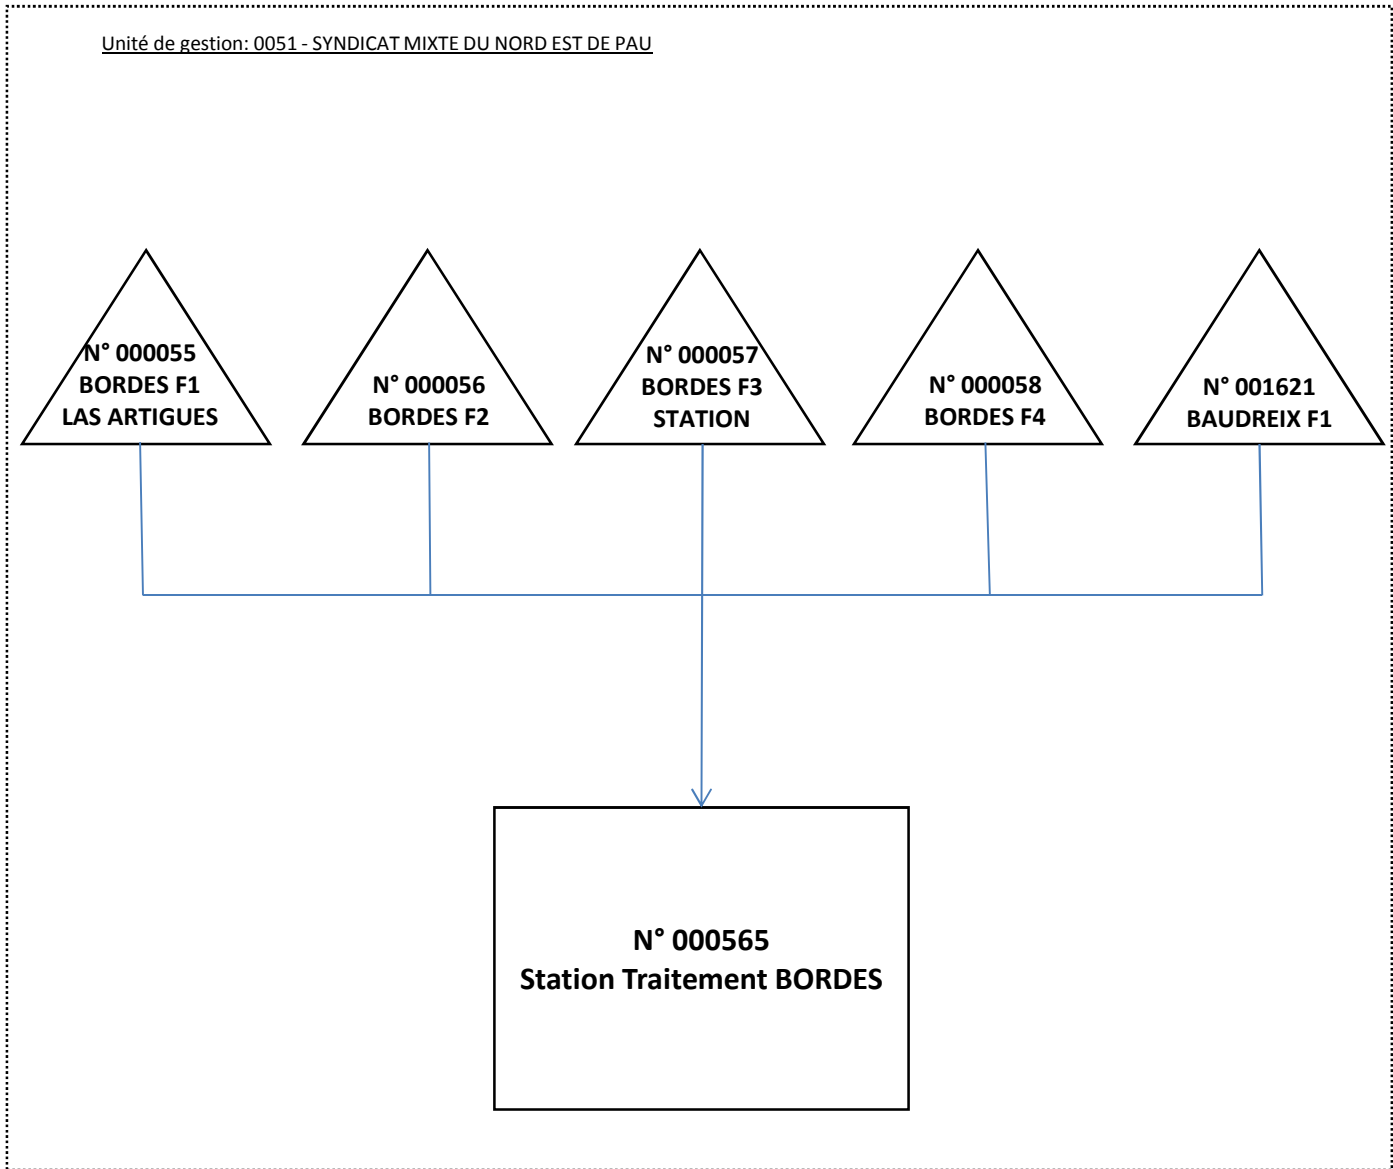 Unité de gestion: 0051 - SYNDICAT MIXTE DU NORD EST DE PAU
N° 000055
BORDES F1
LAS ARTIGUES
N° 000056
BORDES F2
N° 000057
BORDES F3
STATION
N° 000058
BORDES F4
N° 001621
BAUDREIX F1
N° 000565
Station Traitement BORDES